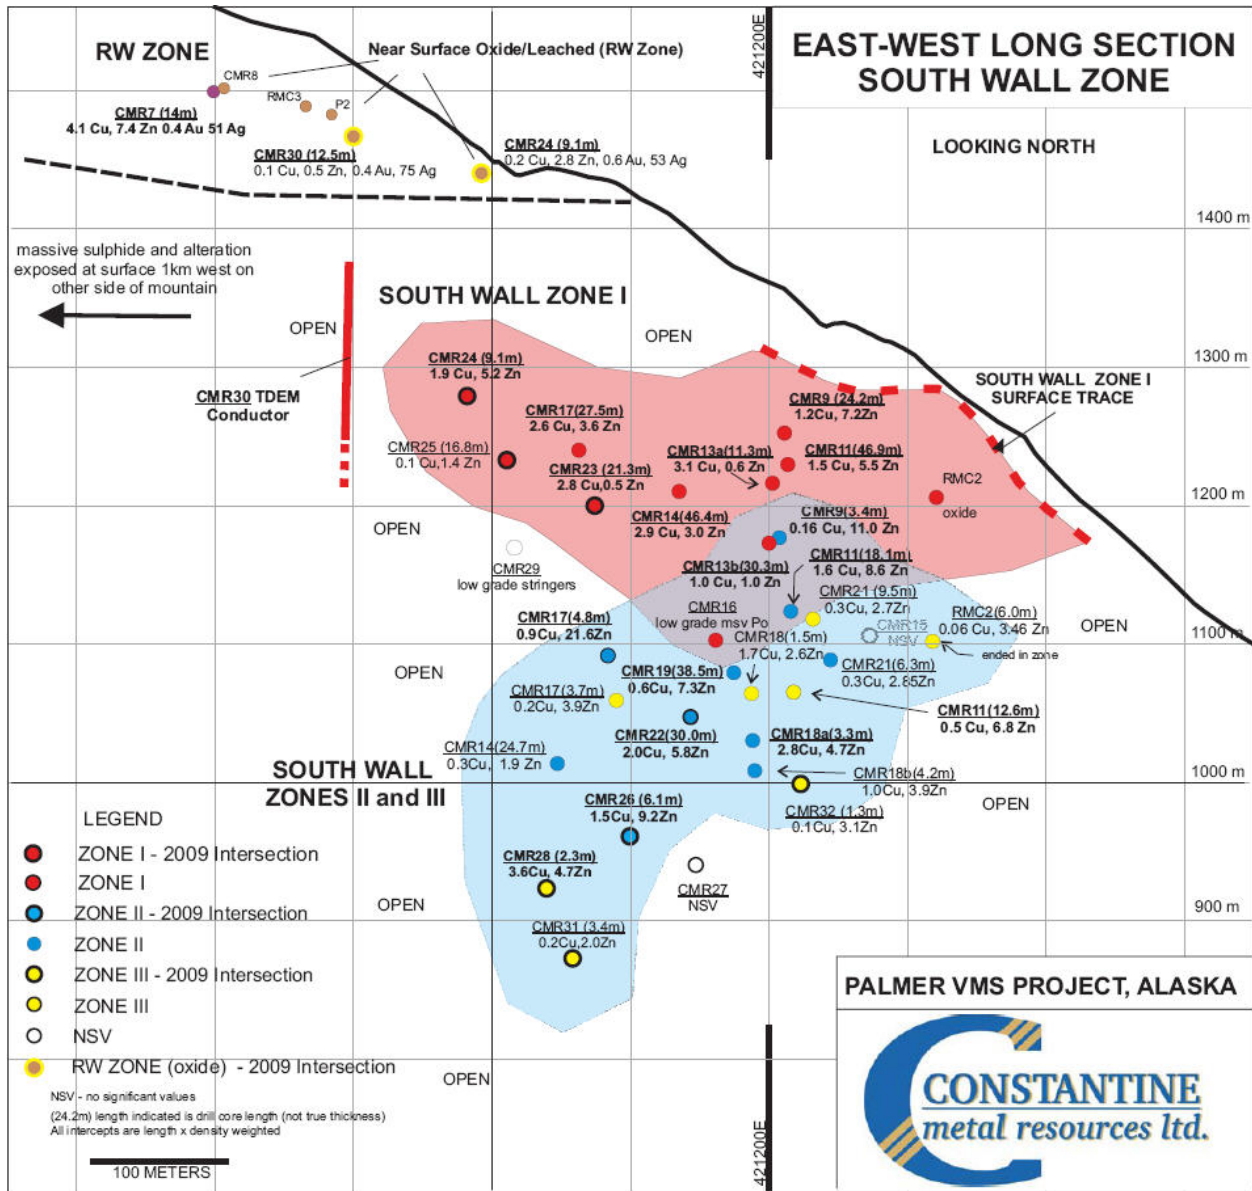 EAST-WEST LONG SECTION
SOUTH WALL ZONE
LOOKING NORTH
421200E
RW ZONE
Near Surface Oxide/Leached (RW Zone)
CMR8
RMC3
P2
CMR7 (14m)
4.1 Cu, 7.4 Zn 0.4 Au 51 Ag
CMR30 (12.5m)
0.1 Cu, 0.5 Zn, 0.4 Au, 75 Ag
CMR24 (9.1m)
0.2 Cu, 2.8 Zn, 0.6 Au, 53 Ag
1400 m
massive sulphide and alteration
exposed at surface 1km west on
other side of mountain
SOUTH WALL ZONE I
OPEN
OPEN
1300 m
CMR30 TDEM
Conductor
CMR24 (9.1m)
1.9 Cu, 5.2 Zn
CMR17(27.5m)
2.6 Cu, 3.6 Zn
CMR9 (24.2m)
1.2Cu, 7.2Zn
SOUTH WALL ZONE I
SURFACE TRACE
CMR25 (16.8m)
0.1 Cu,1.4 Zn
CMR23 (21.3m)
2.8 Cu,0.5 Zn
CMR13a(11.3m)
3.1 Cu, 0.6 Zn
CMR11(46.9m)
1.5 Cu, 5.5 Zn
RMC2
oxide
1200 m
OPEN
CMR14(46.4m)
2.9 Cu, 3.0 Zn
CMR9(3.4m)
0.16 Cu, 11.0 Zn
CMR29
low grade stringers
CMR13b(30.3m)
1.0 Cu, 1.0 Zn
CMR11(18.1m)
1.6 Cu, 8.6 Zn
CMR16
low grade msv Po
CMR21 (9.5m)
0.3Cu, 2.7Zn
CMR15
NSV
RMC2(6.0m)
0.06 Cu, 3.46 Zn
ended in zone
OPEN
1100 m
CMR17(4.8m)
0.9Cu, 21.6Zn
CMR18(1.5m)
1.7Cu, 2.6Zn
OPEN
CMR19(38.5m)
0.6Cu, 7.3Zn
CMR21(6.3m)
0.3Cu, 2.85Zn
CMR17(3.7m)
0.2Cu, 3.9Zn
CMR11(12.6m)
0.5 Cu, 6.8 Zn
CMR22(30.0m)
2.0Cu, 5.8Zn
CMR18a(3.3m)
2.8Cu, 4.7Zn
CMR14(24.7m)
0.3Cu, 1.9 Zn
CMR18b(4.2m)
1.0Cu, 3.9Zn
1000 m
SOUTH WALL
ZONES II and III
CMR26 (6.1m)
1.5Cu, 9.2Zn
CMR32 (1.3m)
0.1Cu, 3.1Zn
OPEN
CMR28 (2.3m)
3.6Cu, 4.7Zn
CMR27
NSV
OPEN
900 m
CMR31 (3.4m)
0.2Cu,2.0Zn
OPEN
421200E
LEGEND
ZONE I - 2009 Intersection
ZONE I
ZONE II - 2009 Intersection
ZONE II
ZONE III - 2009 Intersection
ZONE III
NSV
RW ZONE (oxide) - 2009 Intersection
NSV - no significant values
(24.2m) length indicated is drill core length (not true thickness)
All intercepts are length x density weighted
100 METERS
PALMER VMS PROJECT, ALASKA
CONSTANTINE
metal resources ltd.